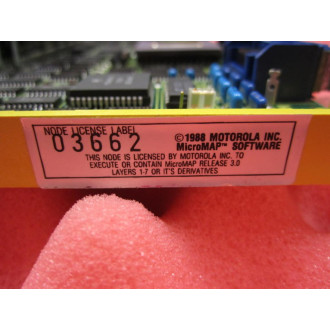 NODE LICENSE LABEL
03662
©1988 MOTOROLA INC.
MicroMAP™ SOFTWARE
THIS NODE IS LICENSED BY MOTOROLA INC. TO
EXECUTE OR CONTAIN MicroMAP RELEASE 3.0
LAYERS 1-7 OR IT'S DERIVATIVES